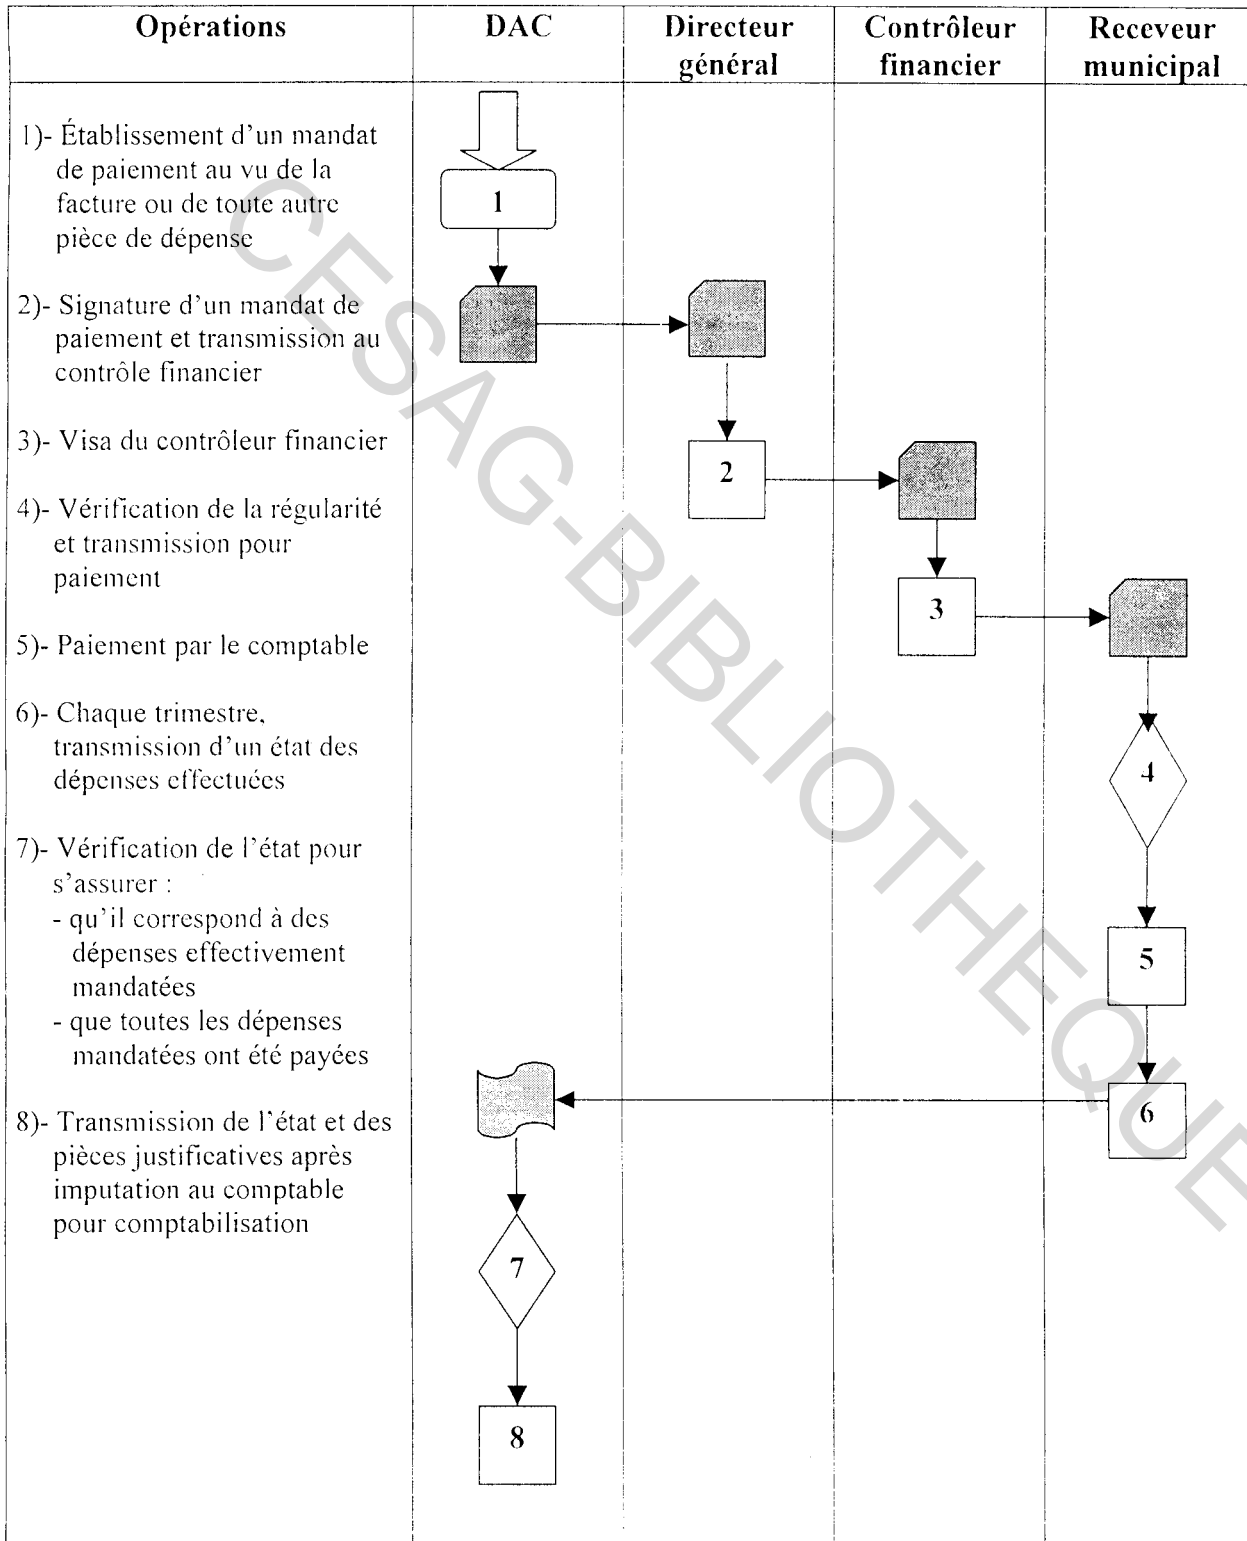 Opérations
DAC
Directeur
général
Contrôleur
financier
Receveur
municipal
1)- Établissement d'un mandat
de paiement au vu de la
facture ou de toute autre
pièce de dépense
2)- Signature d'un mandat de
paiement et transmission au
contrôle financier
3)- Visa du contrôleur financier
4)- Vérification de la régularité
et transmission pour
paiement
5)- Paiement par le comptable
6)- Chaque trimestre,
transmission d'un état des
dépenses effectuées
7)- Vérification de l'état pour
s'assurer :
- qu'il correspond à des
dépenses effectivement
mandatées
- que toutes les dépenses
mandatées ont été payées
8)- Transmission de l'état et des
pièces justificatives après
imputation au comptable
pour comptabilisation
1
2
3
4
5
6
7
8
CESAG-BIBLIOTHEQUE